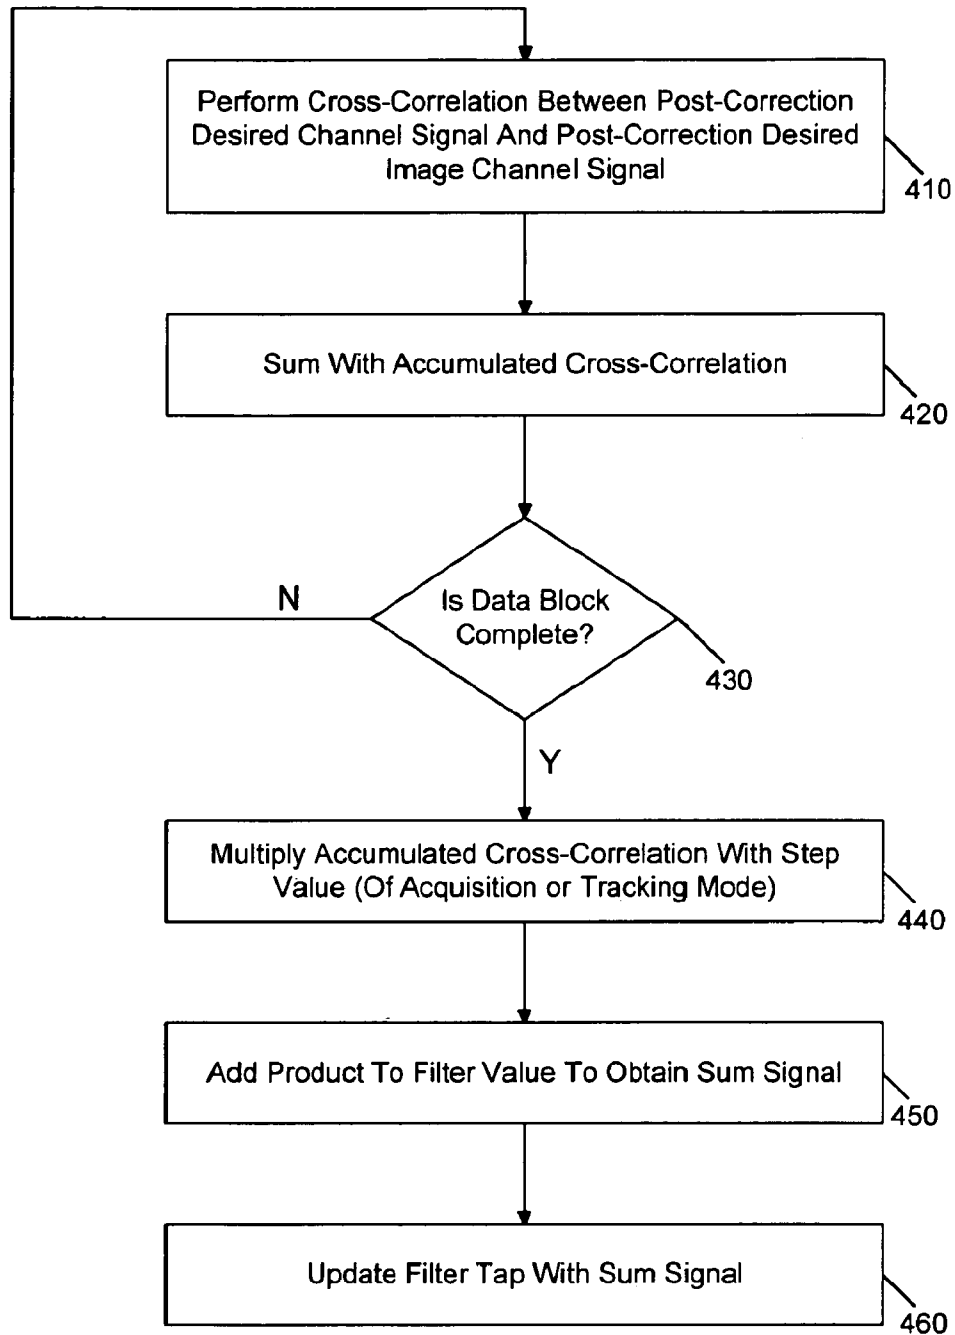 Perform Cross-Correlation Between Post-Correction
Desired Channel Signal And Post-Correction Desired
Image Channel Signal
410
Sum With Accumulated Cross-Correlation
420
Is Data Block
Complete?
N
430
Y
Multiply Accumulated Cross-Correlation With Step
Value (Of Acquisition or Tracking Mode)
440
Add Product To Filter Value To Obtain Sum Signal
450
Update Filter Tap With Sum Signal
460